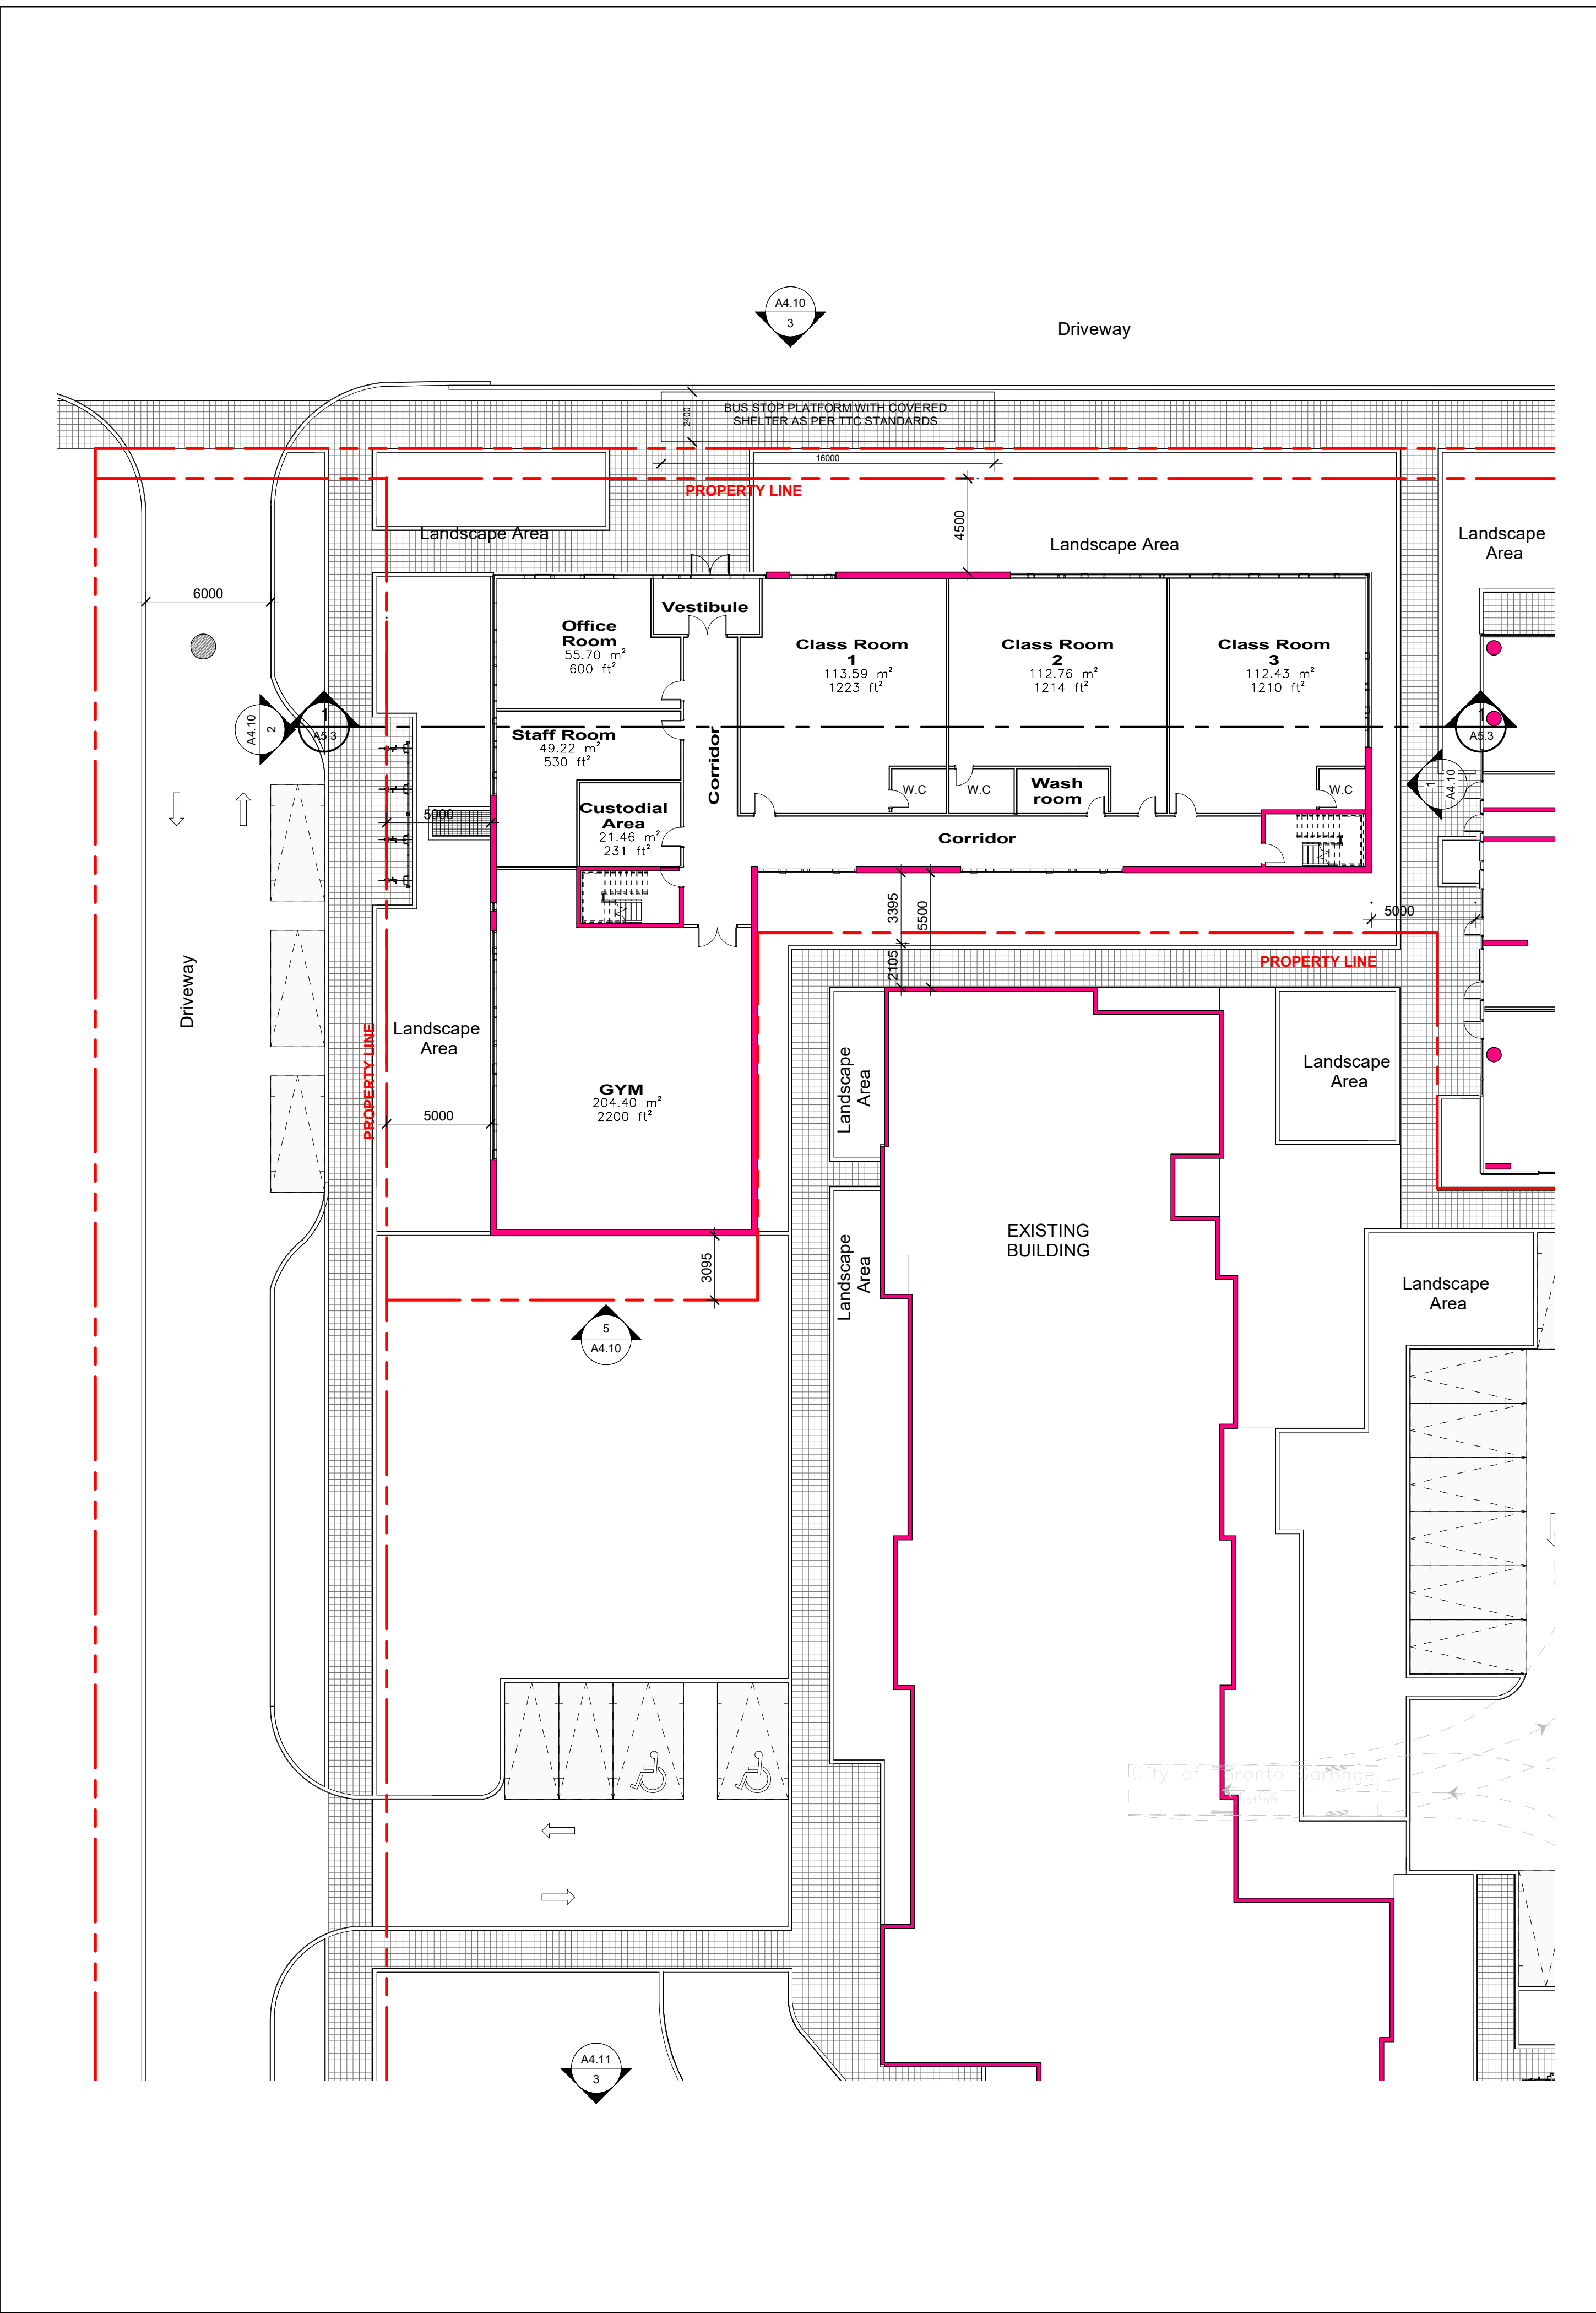 A4.10
3
Driveway
BUS STOP PLATFORM WITH COVERED
SHELTER AS PER TTC STANDARDS
2400
16000
PROPERTY LINE
4500
Landscape Area
Landscape Area
Landscape
Area
6000
Vestibule
Office
Room
55.70 m²
600 ft²
Class Room
1
113.59 m²
1223 ft²
Class Room
2
112.76 m²
1214 ft²
Class Room
3
112.43 m²
1210 ft²
A4.10
2
1
A5.3
Staff Room
49.22 m²
530 ft²
Corridor
1
A5.3
1
A4.10
W.C
W.C
Wash
room
W.C
Custodial
Area
21.46 m²
231 ft²
5000
Corridor
3395
5500
2105
5000
PROPERTY LINE
Driveway
PROPERTY LINE
Landscape
Area
GYM
204.40 m²
2200 ft²
5000
Landscape
Area
Landscape
Area
EXISTING
BUILDING
Landscape
Area
3095
Landscape
Area
5
A4.10
City of Toronto Garbage
Truck
A4.11
3